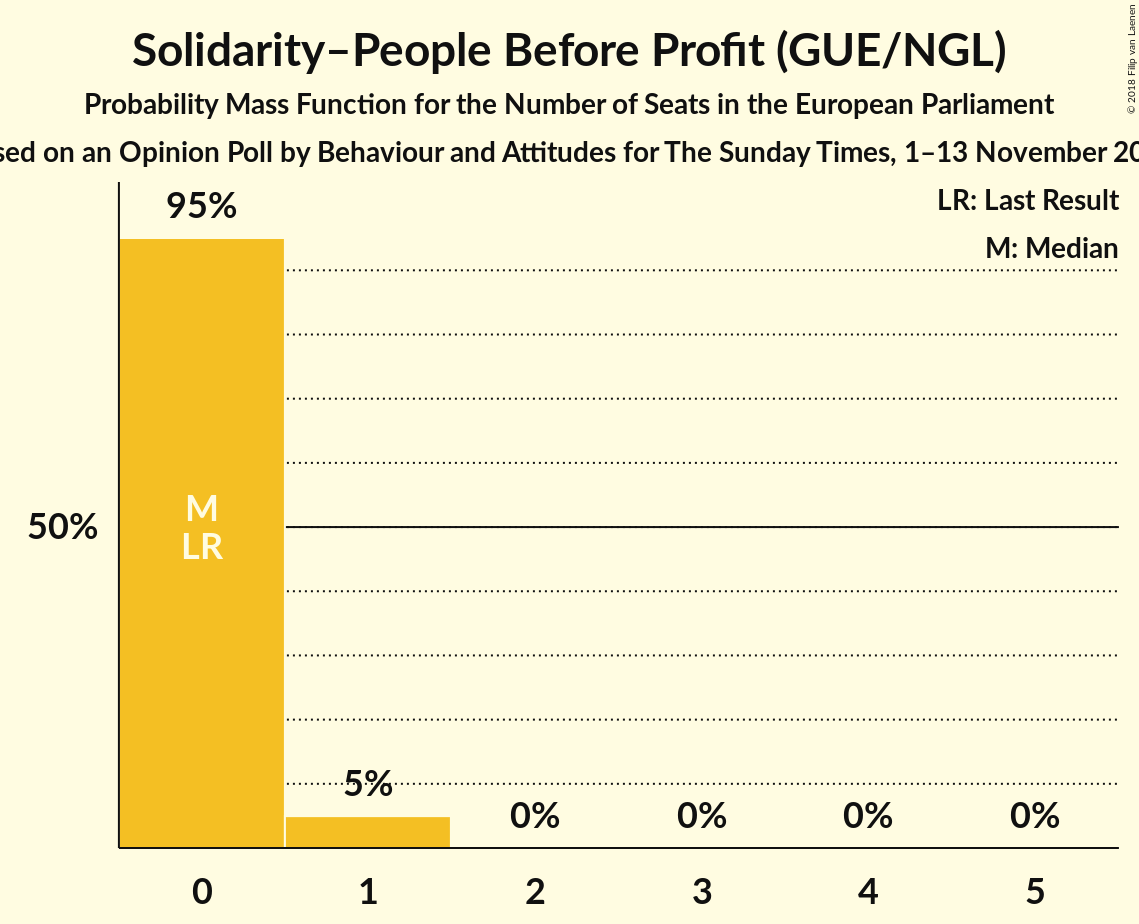 Solidarity–People Before Profit (GUE/NGL)
Probability Mass Function for the Number of Seats in the European Parliament
sed on an Opinion Poll by Behaviour and Attitudes for The Sunday Times, 1–13 November 20
© 2018 Filip van Laenen
LR: Last Result
M: Median
95%
M
LR
50%
5%
0% 0% 0% 0%
0 1 2 3 4 5